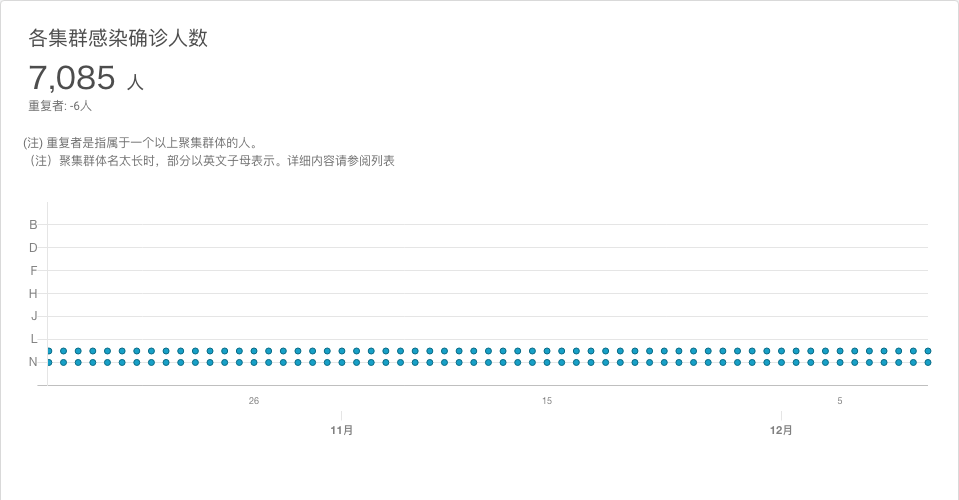 各集群感染确诊人数
7,085 人
重复者: -6人
(注) 重复者是指属于一个以上聚集群体的人。
（注）聚集群体名太长时，部分以英文子母表示。详细内容请参阅列表
B
D
F
H
J
L
N
26 15 5
11月 12月